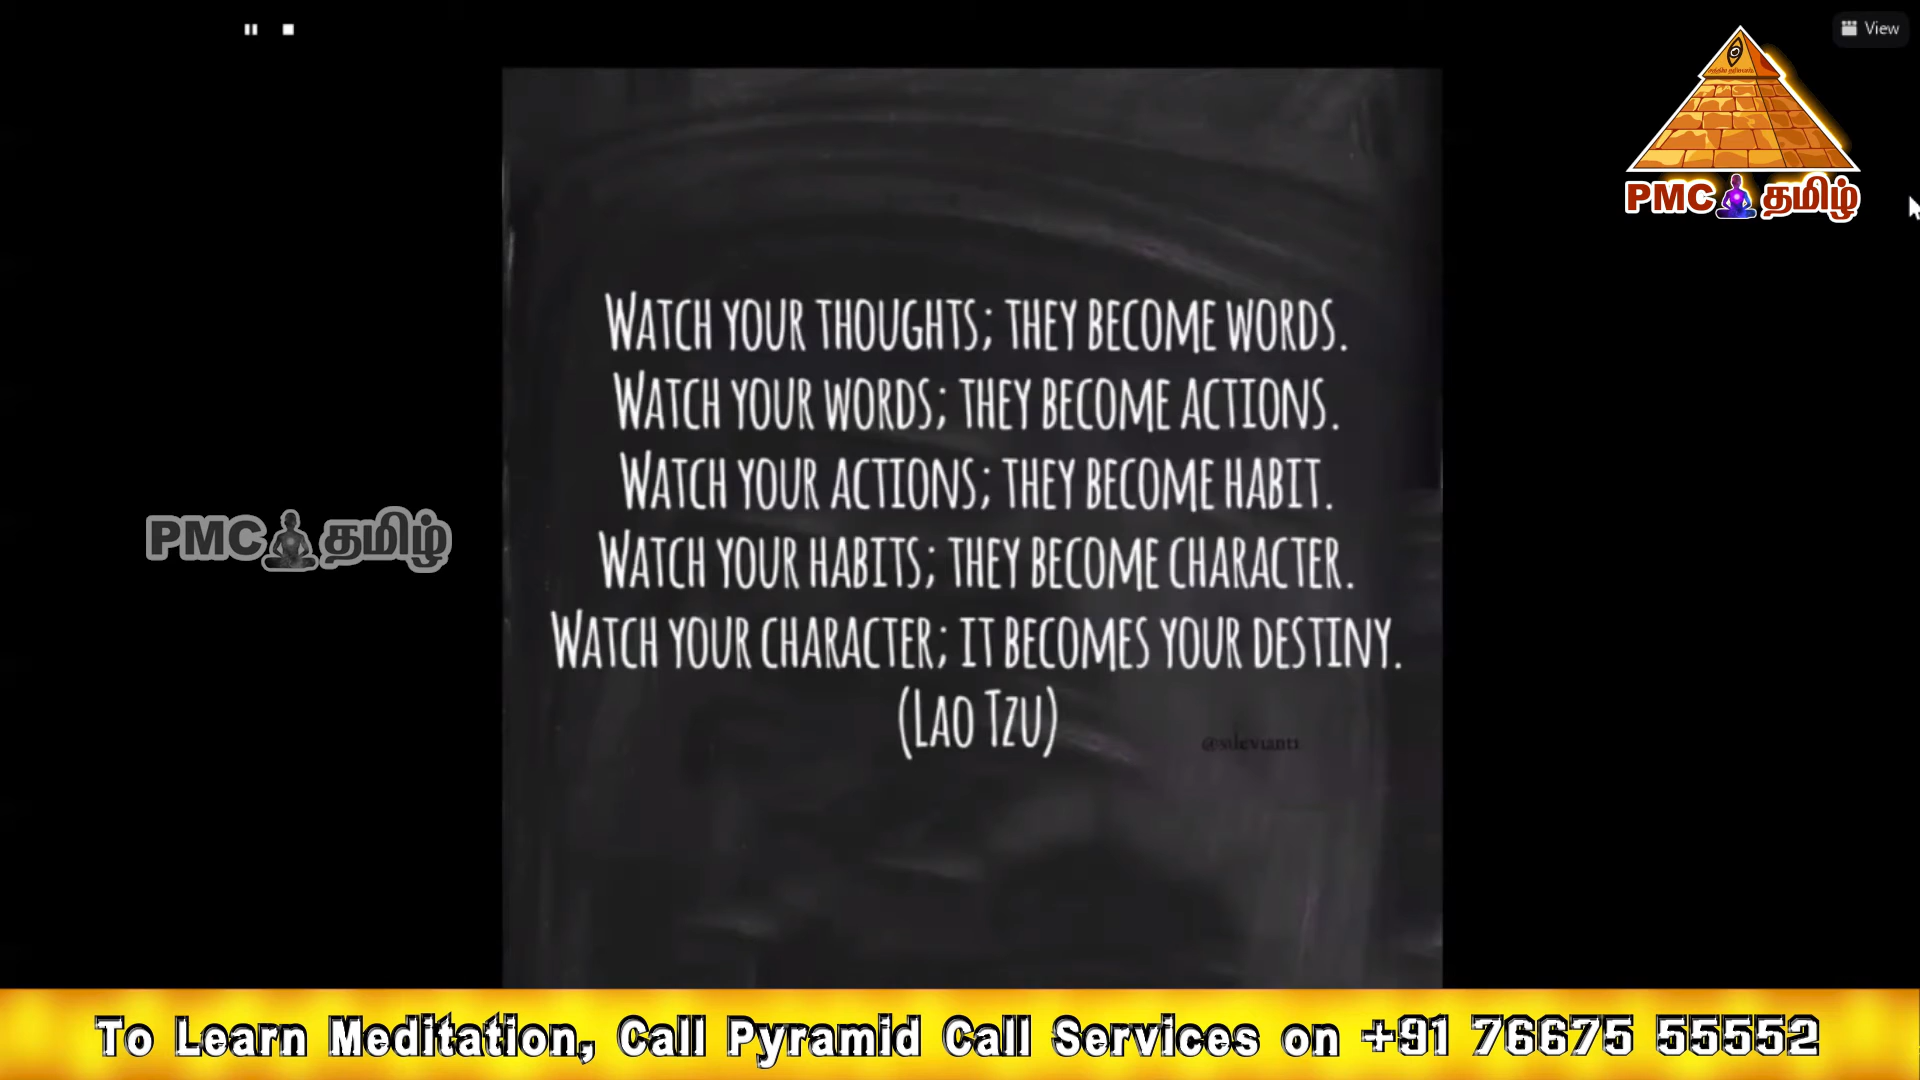 View
PMC தமிழ்
WATCH YOUR THOUGHTS; THEY BECOME WORDS.
WATCH YOUR WORDS; THEY BECOME ACTIONS.
WATCH YOUR ACTIONS; THEY BECOME HABIT.
WATCH YOUR HABITS; THEY BECOME CHARACTER.
WATCH YOUR CHARACTER; IT BECOMES YOUR DESTINY.
(LAO TZU)
PMC தமிழ்
To Learn Meditation, Call Pyramid Call Services on +91 76675 55552